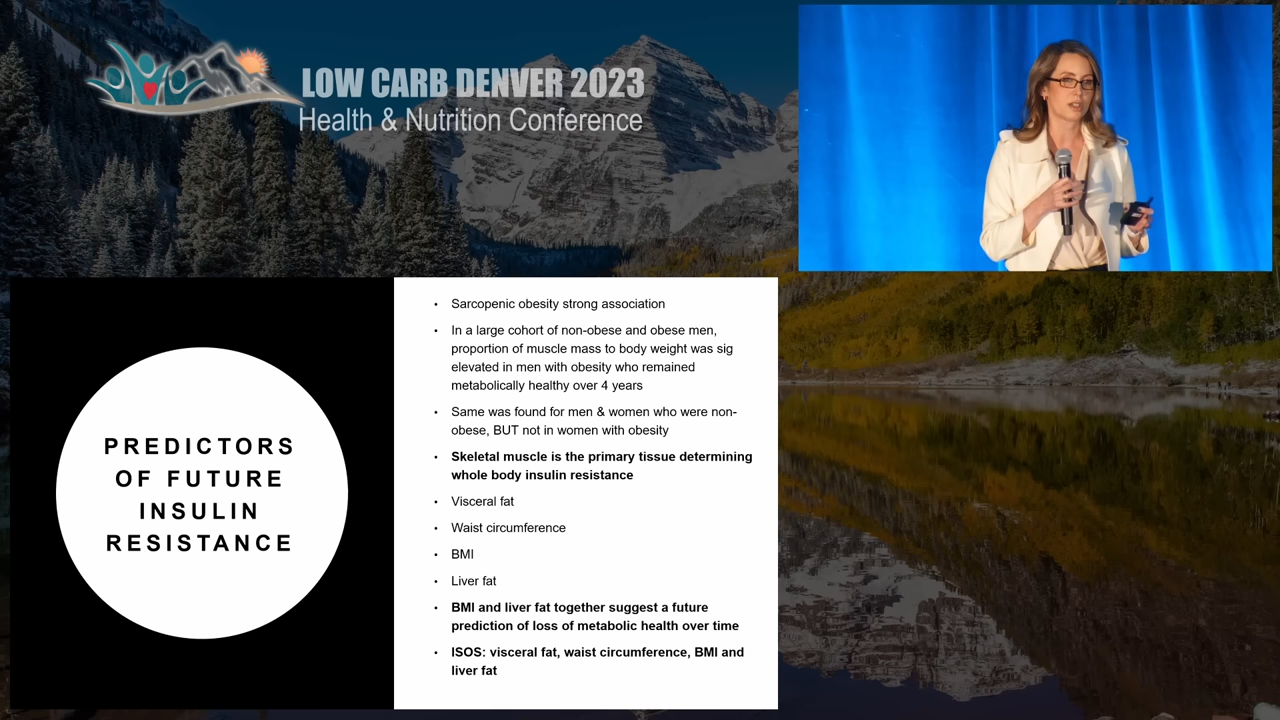 LOW CARB DENVER 2023
Health & Nutrition Conference
PREDICTORS
OF FUTURE
INSULIN
RESISTANCE
• Sarcopenic obesity strong association
• In a large cohort of non-obese and obese men,
proportion of muscle mass to body weight was sig
elevated in men with obesity who remained
metabolically healthy over 4 years
• Same was found for men & women who were non-
obese, BUT not in women with obesity
• Skeletal muscle is the primary tissue determining
whole body insulin resistance
• Visceral fat
• Waist circumference
• BMI
• Liver fat
• BMI and liver fat together suggest a future
prediction of loss of metabolic health over time
• ISOS: visceral fat, waist circumference, BMI and
liver fat